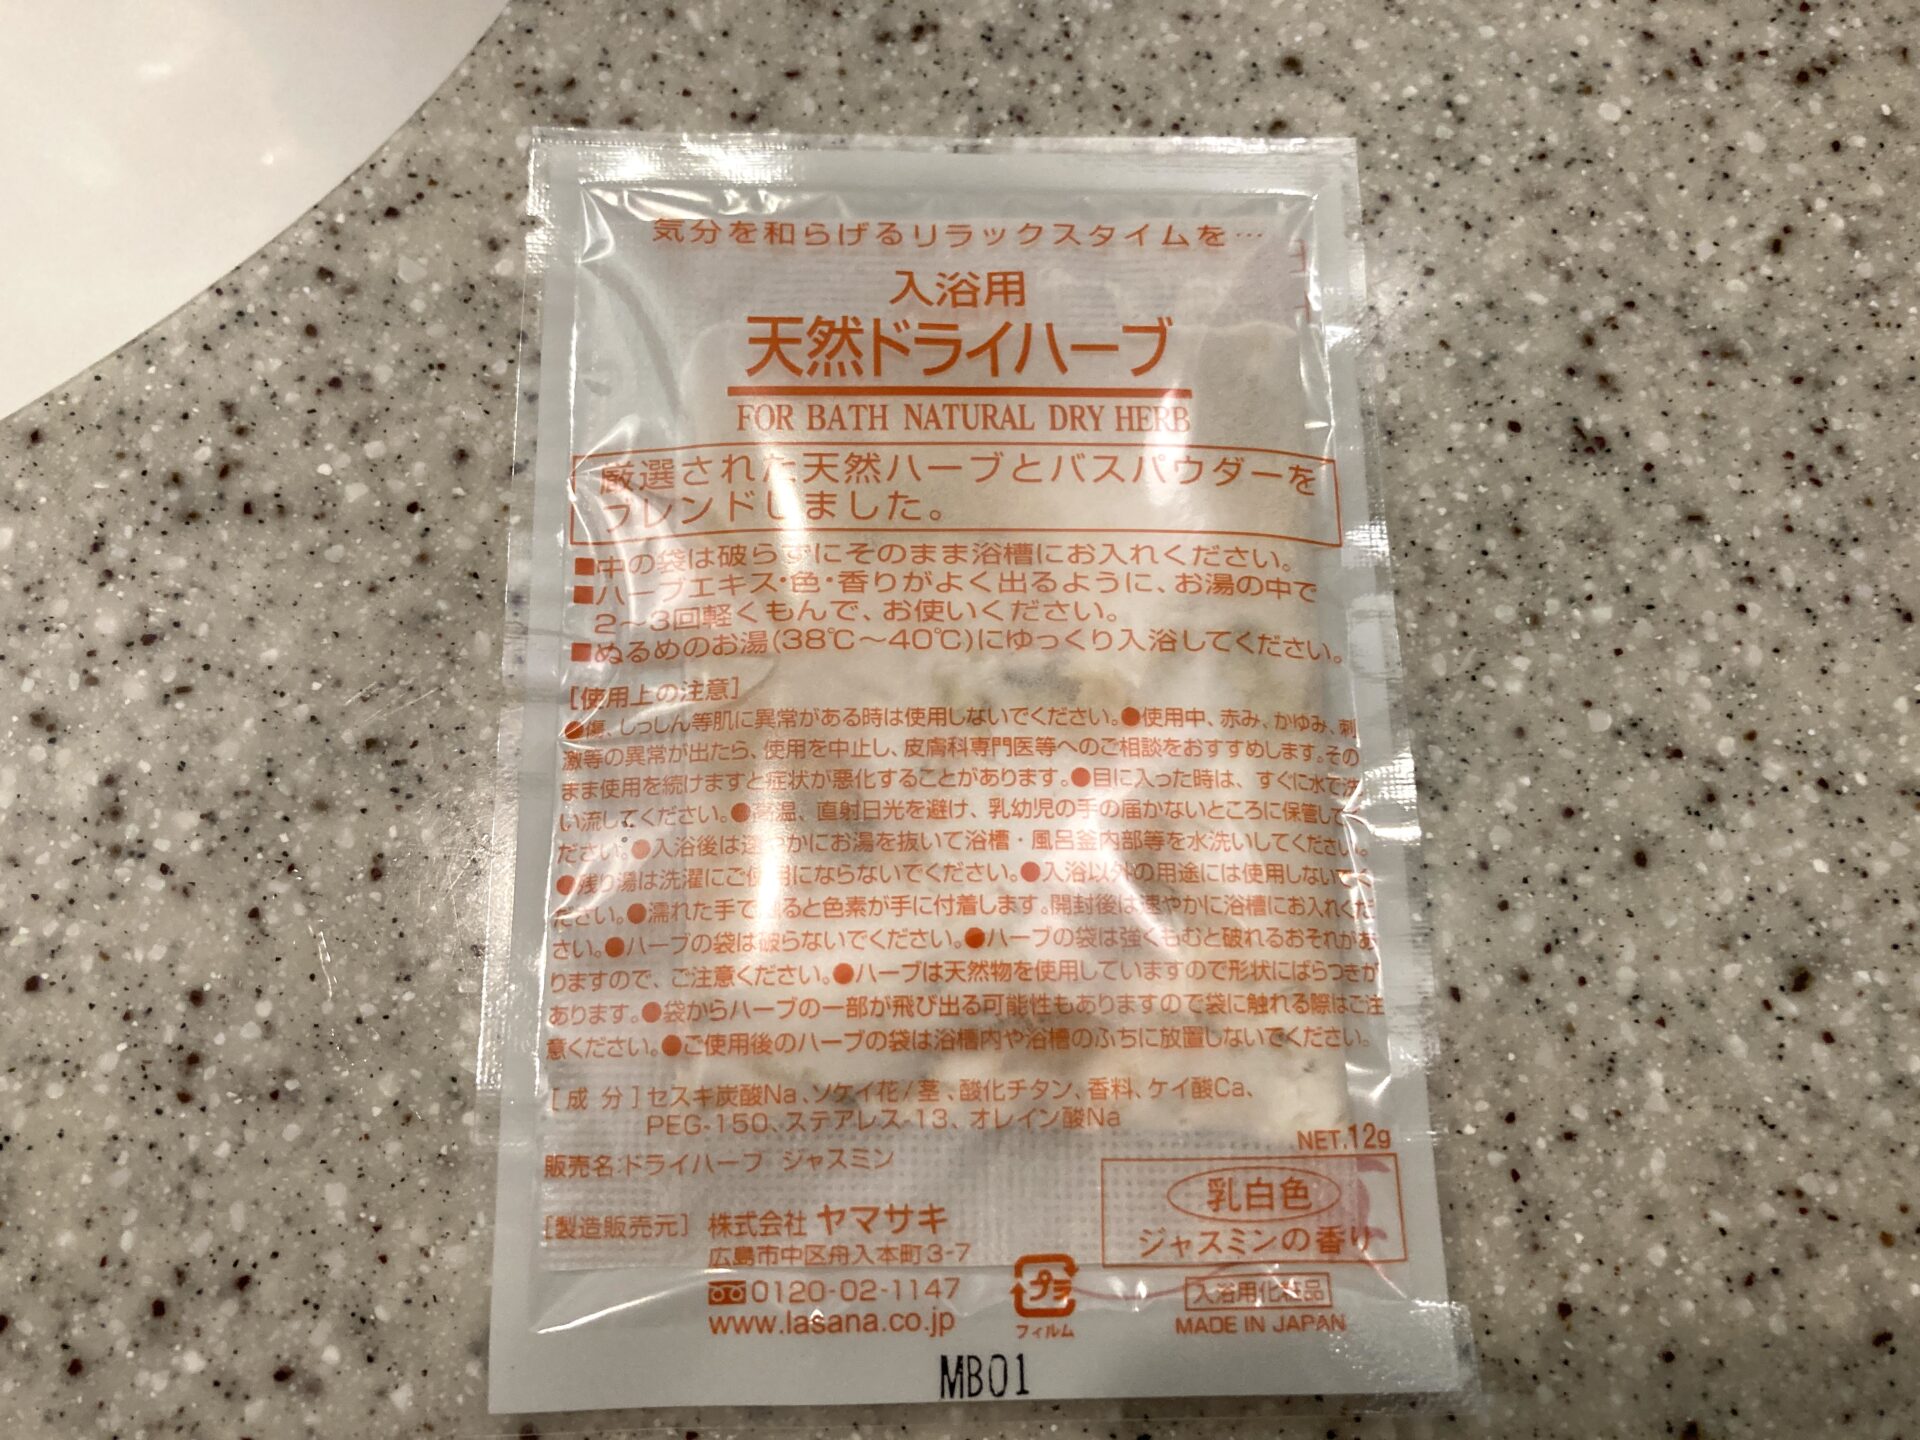 気分を和らげるリラックスタイムを…
入浴用
天然ドライハーブ
FOR BATH NATURAL DRY HERB
厳選された天然ハーブとバスパウダーを
ブレンドしました。
■中の袋は破らずにそのまま浴槽にお入れください。
■ハーブエキス・色・香りがよく出るように、お湯の中で
2～3回軽くもんで、お使いください。
■ぬるめのお湯(38℃～40℃)にゆっくり入浴してください。
[使用上の注意]
●傷、しっしん等肌に異常がある時は使用しないでください。●使用中、赤み、かゆみ、刺
激等の異常が出たら、使用を中止し、皮膚科専門医等へのご相談をおすすめします。その
まま使用を続けますと症状が悪化することがあります。●目に入った時は、すぐに水で洗
い流してください。●高温、直射日光を避け、乳幼児の手の届かないところに保管してく
ださい。●入浴後は速やかにお湯を抜いて浴槽・風呂釜内部等を水洗いしてください。
●残り湯は洗濯にご使用にならないでください。●入浴以外の用途には使用しないでく
ださい。●濡れた手で触ると色素が手に付着します。開封後は速やかに浴槽にお入れくだ
さい。●ハーブの袋は破らないでください。●ハーブの袋は強くもむと破れるおそれがあ
りますので、ご注意ください。●ハーブは天然物を使用していますので形状にばらつきが
あります。●袋からハーブの一部が飛び出る可能性もありますので袋に触れる際はご注
意ください。●ご使用後のハーブの袋は浴槽内や浴槽のふちに放置しないでください。
[成分]セスキ炭酸Na、ソケイ花/茎、酸化チタン、香料、ケイ酸Ca、
PEG-150、ステアレス-13、オレイン酸Na
NET.12g
販売名:ドライハーブ ジャスミン
乳白色
ジャスミンの香り
[製造販売元] 株式会社 ヤマサキ
広島市中区舟入本町3-7
0120-02-1147
www.lasana.co.jp
プラ
フィルム
入浴用化粧品
MADE IN JAPAN
MB01